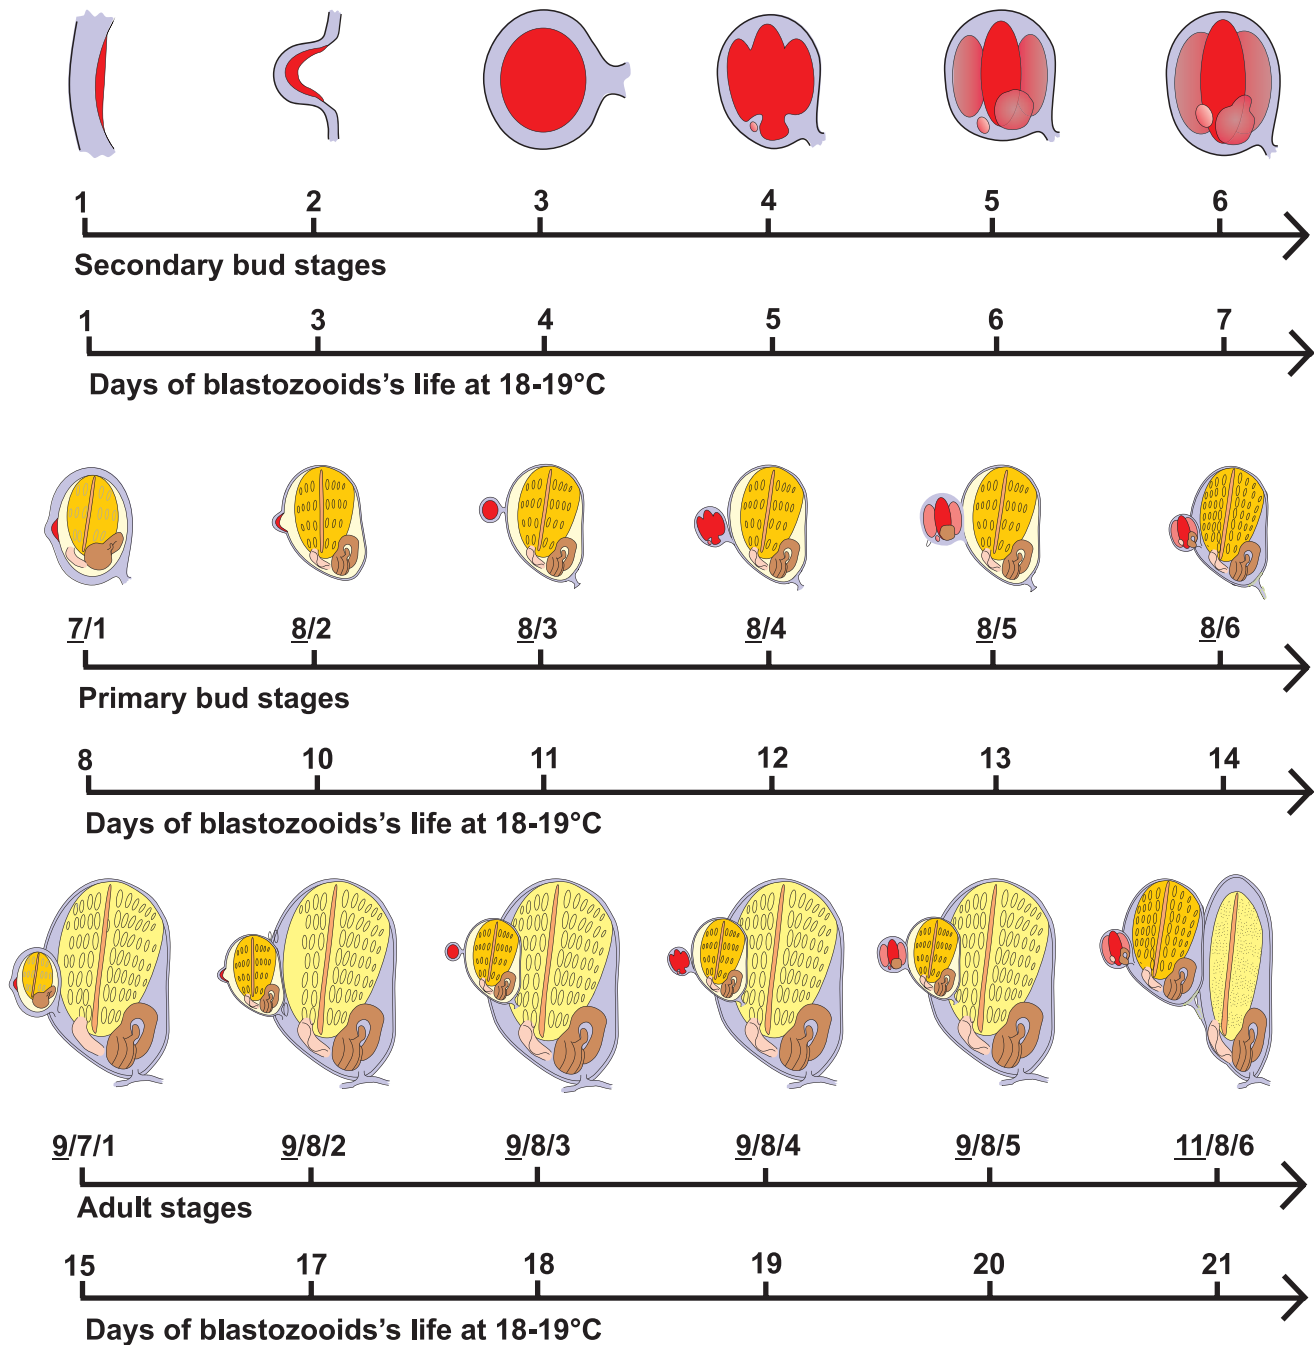 1 2 3 4 5 6
Secondary bud stages
1 3 4 5 6 7
Days of blastozooids's life at 18-19°C
7/1 8/2 8/3 8/4 8/5 8/6
Primary bud stages
8 10 11 12 13 14
Days of blastozooids's life at 18-19°C
9/7/1 9/8/2 9/8/3 9/8/4 9/8/5 11/8/6
Adult stages
15 17 18 19 20 21
Days of blastozooids's life at 18-19°C